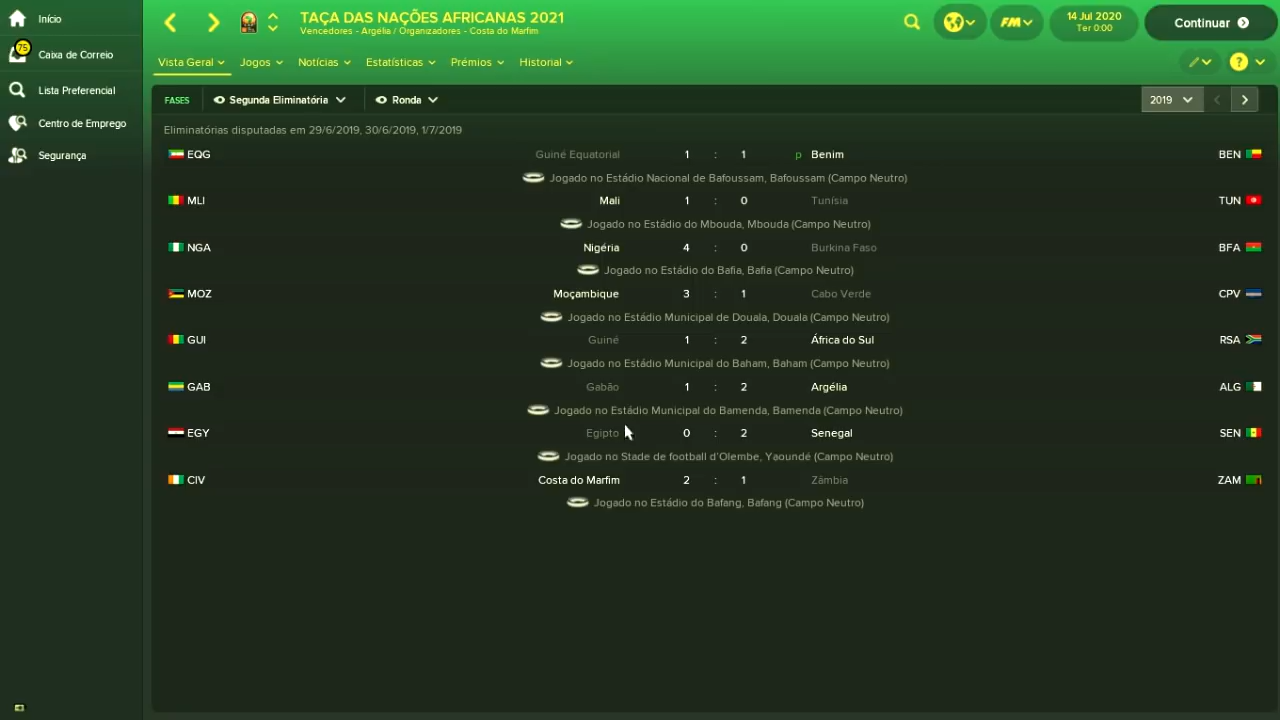 Início
75
Caixa de Correio
Lista Preferencial
Centro de Emprego
Segurança
TAÇA DAS NAÇÕES AFRICANAS 2021
Vencedores - Argélia / Organizadores - Costa do Marfim
FM
14 Jul 2020
Ter 0:00
Continuar
Vista Geral Jogos Notícias Estatísticas Prémios Historial
?
FASES Segunda Eliminatória Ronda 2019
Eliminatórias disputadas em 29/6/2019, 30/6/2019, 1/7/2019
EQG Guiné Equatorial 1 : 1 p Benim BEN
Jogado no Estádio Nacional de Bafoussam, Bafoussam (Campo Neutro)
MLI Mali 1 : 0 Tunísia TUN
Jogado no Estádio do Mbouda, Mbouda (Campo Neutro)
NGA Nigéria 4 : 0 Burkina Faso BFA
Jogado no Estádio do Bafia, Bafia (Campo Neutro)
MOZ Moçambique 3 : 1 Cabo Verde CPV
Jogado no Estádio Municipal de Douala, Douala (Campo Neutro)
GUI Guiné 1 : 2 África do Sul RSA
Jogado no Estádio Municipal do Baham, Baham (Campo Neutro)
GAB Gabão 1 : 2 Argélia ALG
Jogado no Estádio Municipal do Bamenda, Bamenda (Campo Neutro)
EGY Egipto 0 : 2 Senegal SEN
Jogado no Stade de football d'Olembe, Yaoundé (Campo Neutro)
CIV Costa do Marfim 2 : 1 Zâmbia ZAM
Jogado no Estádio do Bafang, Bafang (Campo Neutro)